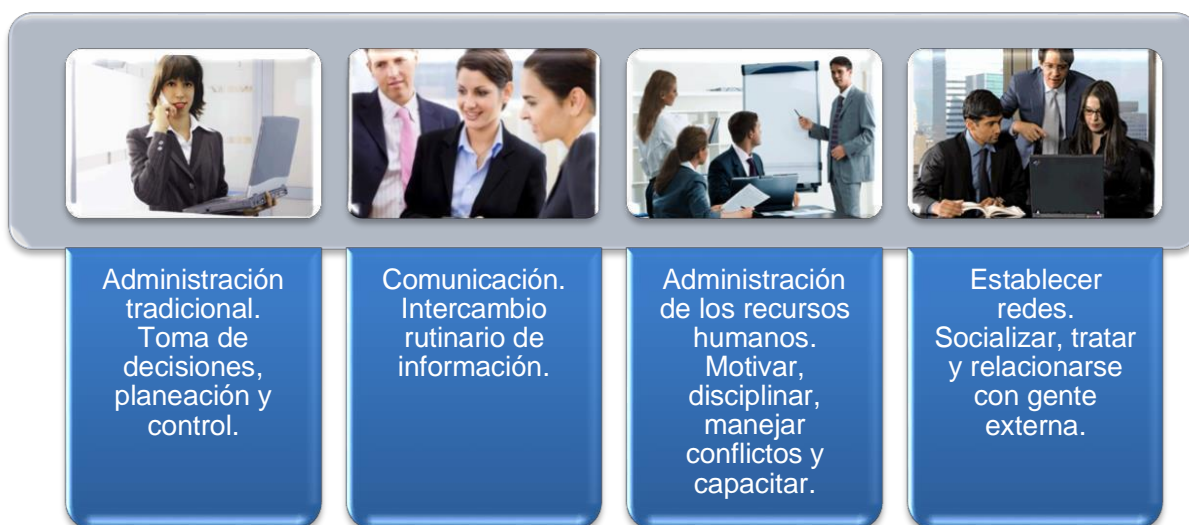 Administración
tradicional.
Toma de
decisiones,
planeación y
control.
Comunicación.
Intercambio
rutinario de
información.
Administración
de los recursos
humanos.
Motivar,
disciplinar,
manejar
conflictos y
capacitar.
Establecer
redes.
Socializar, tratar
y relacionarse
con gente
externa.